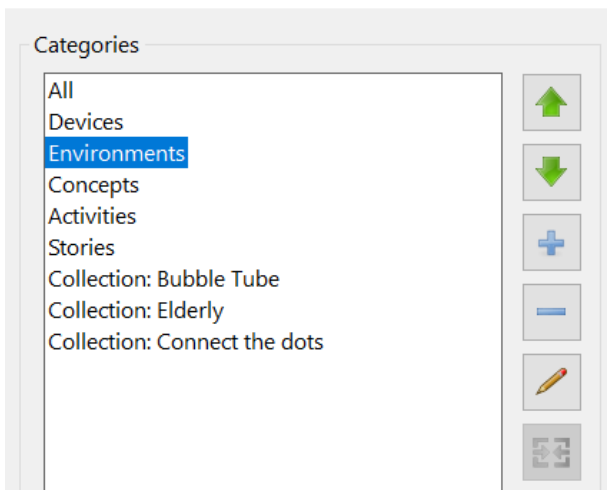 Categories
All
Devices
Environments
Concepts
Activities
Stories
Collection: Bubble Tube
Collection: Elderly
Collection: Connect the dots